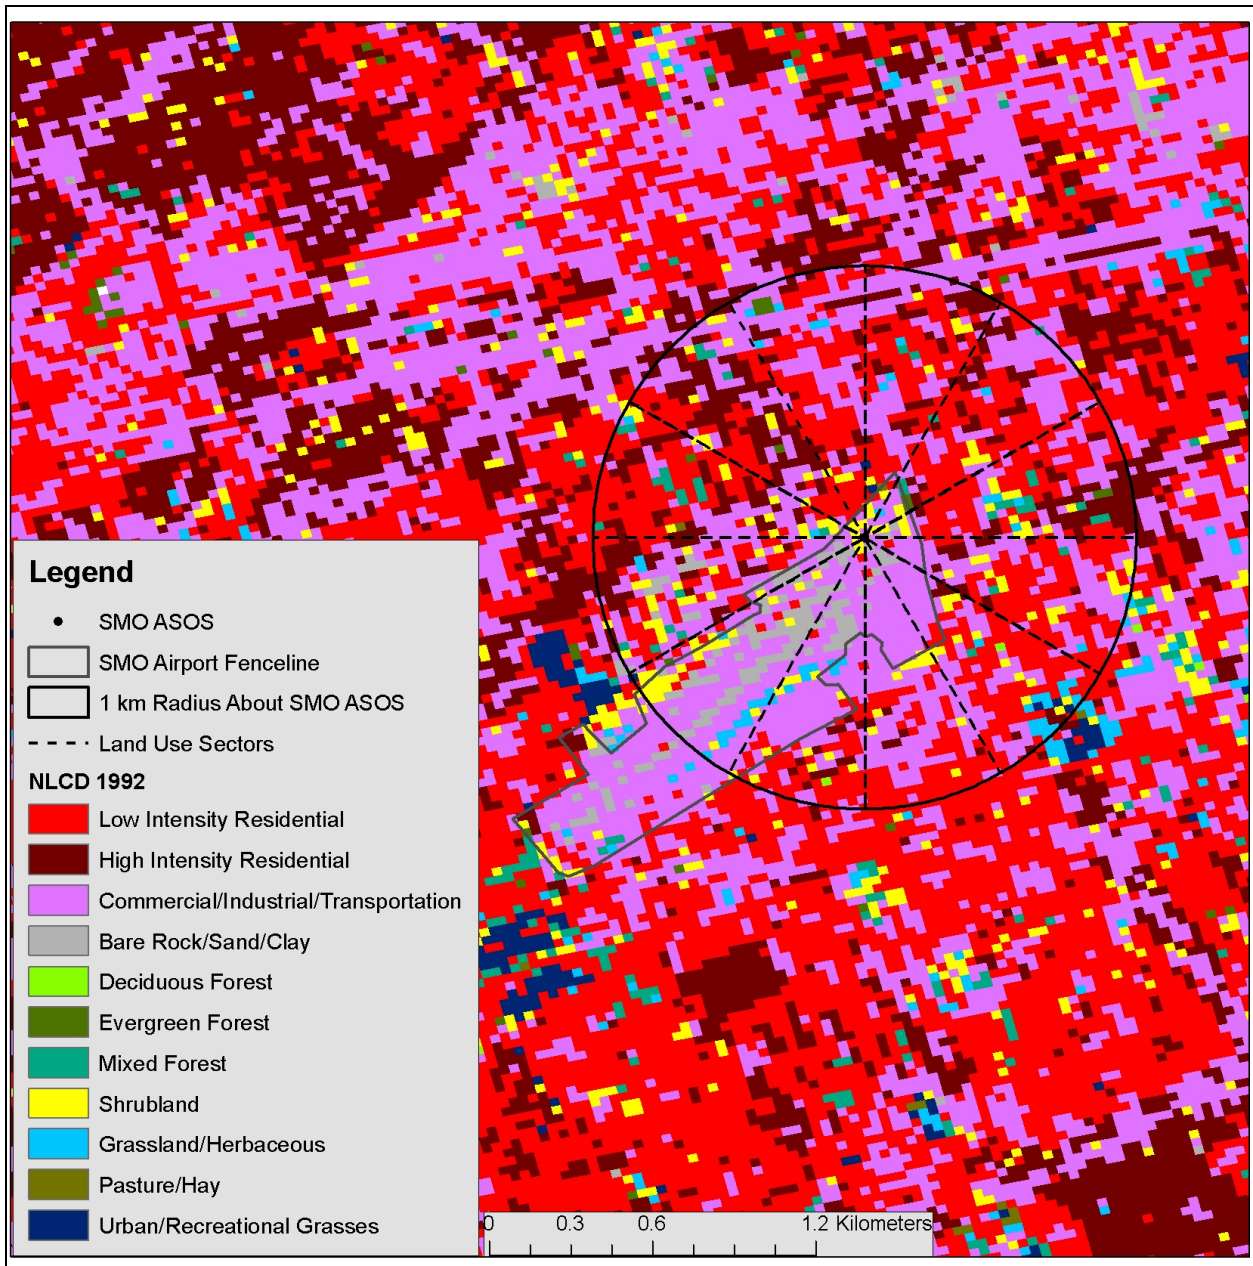 Legend
SMO ASOS
SMO Airport Fenceline
1 km Radius About SMO ASOS
Land Use Sectors
NLCD 1992
Low Intensity Residential
High Intensity Residential
Commercial/Industrial/Transportation
Bare Rock/Sand/Clay
Deciduous Forest
Evergreen Forest
Mixed Forest
Shrubland
Grassland/Herbaceous
Pasture/Hay
Urban/Recreational Grasses
0 0.3 0.6 1.2 Kilometers